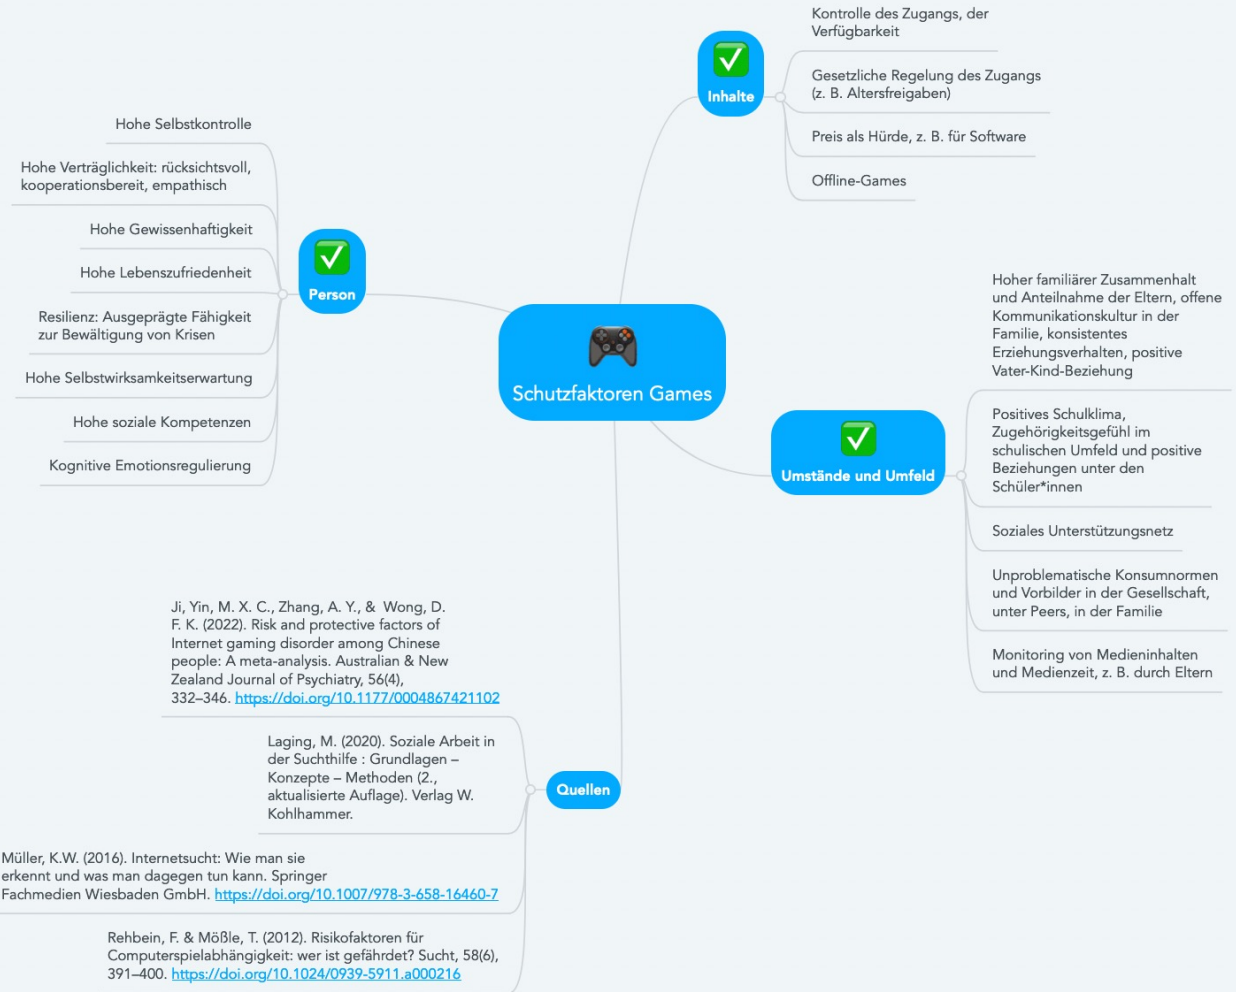 Schutzfaktoren Games
Inhalte
Kontrolle des Zugangs, der
Verfügbarkeit
Gesetzliche Regelung des Zugangs
(z. B. Altersfreigaben)
Preis als Hürde, z. B. für Software
Offline-Games
Person
Hohe Selbstkontrolle
Hohe Verträglichkeit: rücksichtsvoll,
kooperationsbereit, empathisch
Hohe Gewissenhaftigkeit
Hohe Lebenszufriedenheit
Resilienz: Ausgeprägte Fähigkeit
zur Bewältigung von Krisen
Hohe Selbstwirksamkeitserwartung
Hohe soziale Kompetenzen
Kognitive Emotionsregulierung
Umstände und Umfeld
Hoher familiärer Zusammenhalt
und Anteilnahme der Eltern, offene
Kommunikationskultur in der
Familie, konsistentes
Erziehungsverhalten, positive
Vater-Kind-Beziehung
Positives Schulklima,
Zugehörigkeitsgefühl im
schulischen Umfeld und positive
Beziehungen unter den
Schüler*innen
Soziales Unterstützungsnetz
Unproblematische Konsumnormen
und Vorbilder in der Gesellschaft,
unter Peers, in der Familie
Monitoring von Medieninhalten
und Medienzeit, z. B. durch Eltern
Quellen
Ji, Yin, M. X. C., Zhang, A. Y., & Wong, D.
F. K. (2022). Risk and protective factors of
Internet gaming disorder among Chinese
people: A meta-analysis. Australian & New
Zealand Journal of Psychiatry, 56(4),
332–346. https://doi.org/10.1177/0004867421102
Laging, M. (2020). Soziale Arbeit in
der Suchthilfe : Grundlagen –
Konzepte – Methoden (2.,
aktualisierte Auflage). Verlag W.
Kohlhammer.
Müller, K.W. (2016). Internetsucht: Wie man sie
erkennt und was man dagegen tun kann. Springer
Fachmedien Wiesbaden GmbH. https://doi.org/10.1007/978-3-658-16460-7
Rehbein, F. & Mößle, T. (2012). Risikofaktoren für
Computerspielabhängigkeit: wer ist gefährdet? Sucht, 58(6),
391–400. https://doi.org/10.1024/0939-5911.a000216